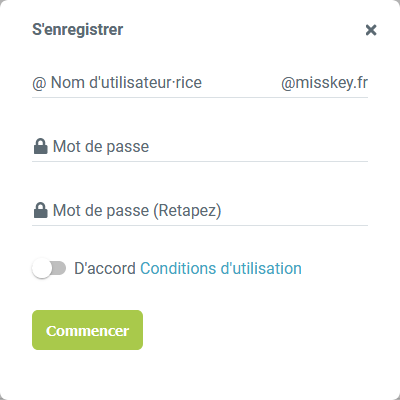 S'enregistrer
@ Nom d'utilisateur·rice @misskey.fr
Mot de passe
Mot de passe (Retapez)
D'accord Conditions d'utilisation
Commencer